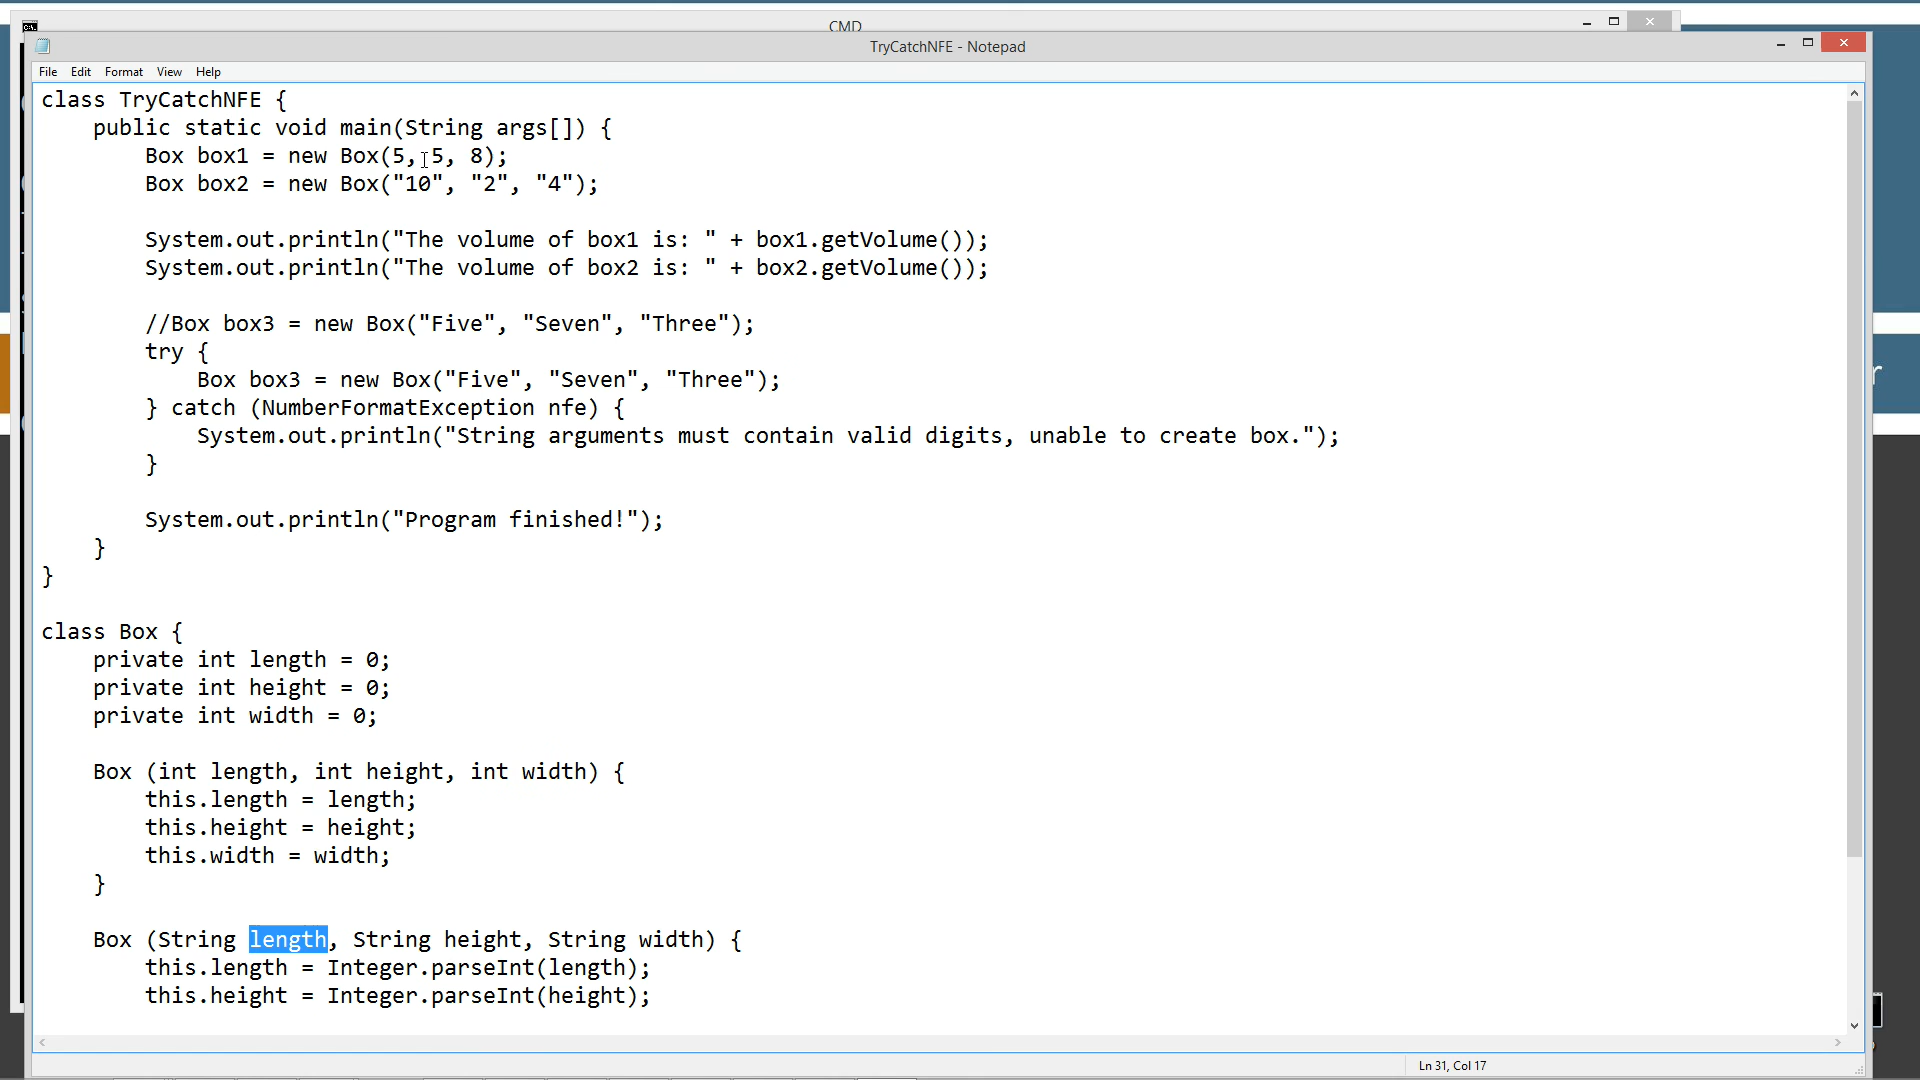 CMD
TryCatchNFE - Notepad
File Edit Format View Help
class TryCatchNFE {
    public static void main(String args[]) {
        Box box1 = new Box(5, 5, 8);
        Box box2 = new Box("10", "2", "4");

        System.out.println("The volume of box1 is: " + box1.getVolume());
        System.out.println("The volume of box2 is: " + box2.getVolume());

        //Box box3 = new Box("Five", "Seven", "Three");
        try {
            Box box3 = new Box("Five", "Seven", "Three");
        } catch (NumberFormatException nfe) {
            System.out.println("String arguments must contain valid digits, unable to create box.");
        }

        System.out.println("Program finished!");
    }
}

class Box {
    private int length = 0;
    private int height = 0;
    private int width = 0;

    Box (int length, int height, int width) {
        this.length = length;
        this.height = height;
        this.width = width;
    }

    Box (String length, String height, String width) {
        this.length = Integer.parseInt(length);
        this.height = Integer.parseInt(height);
Ln 31, Col 17